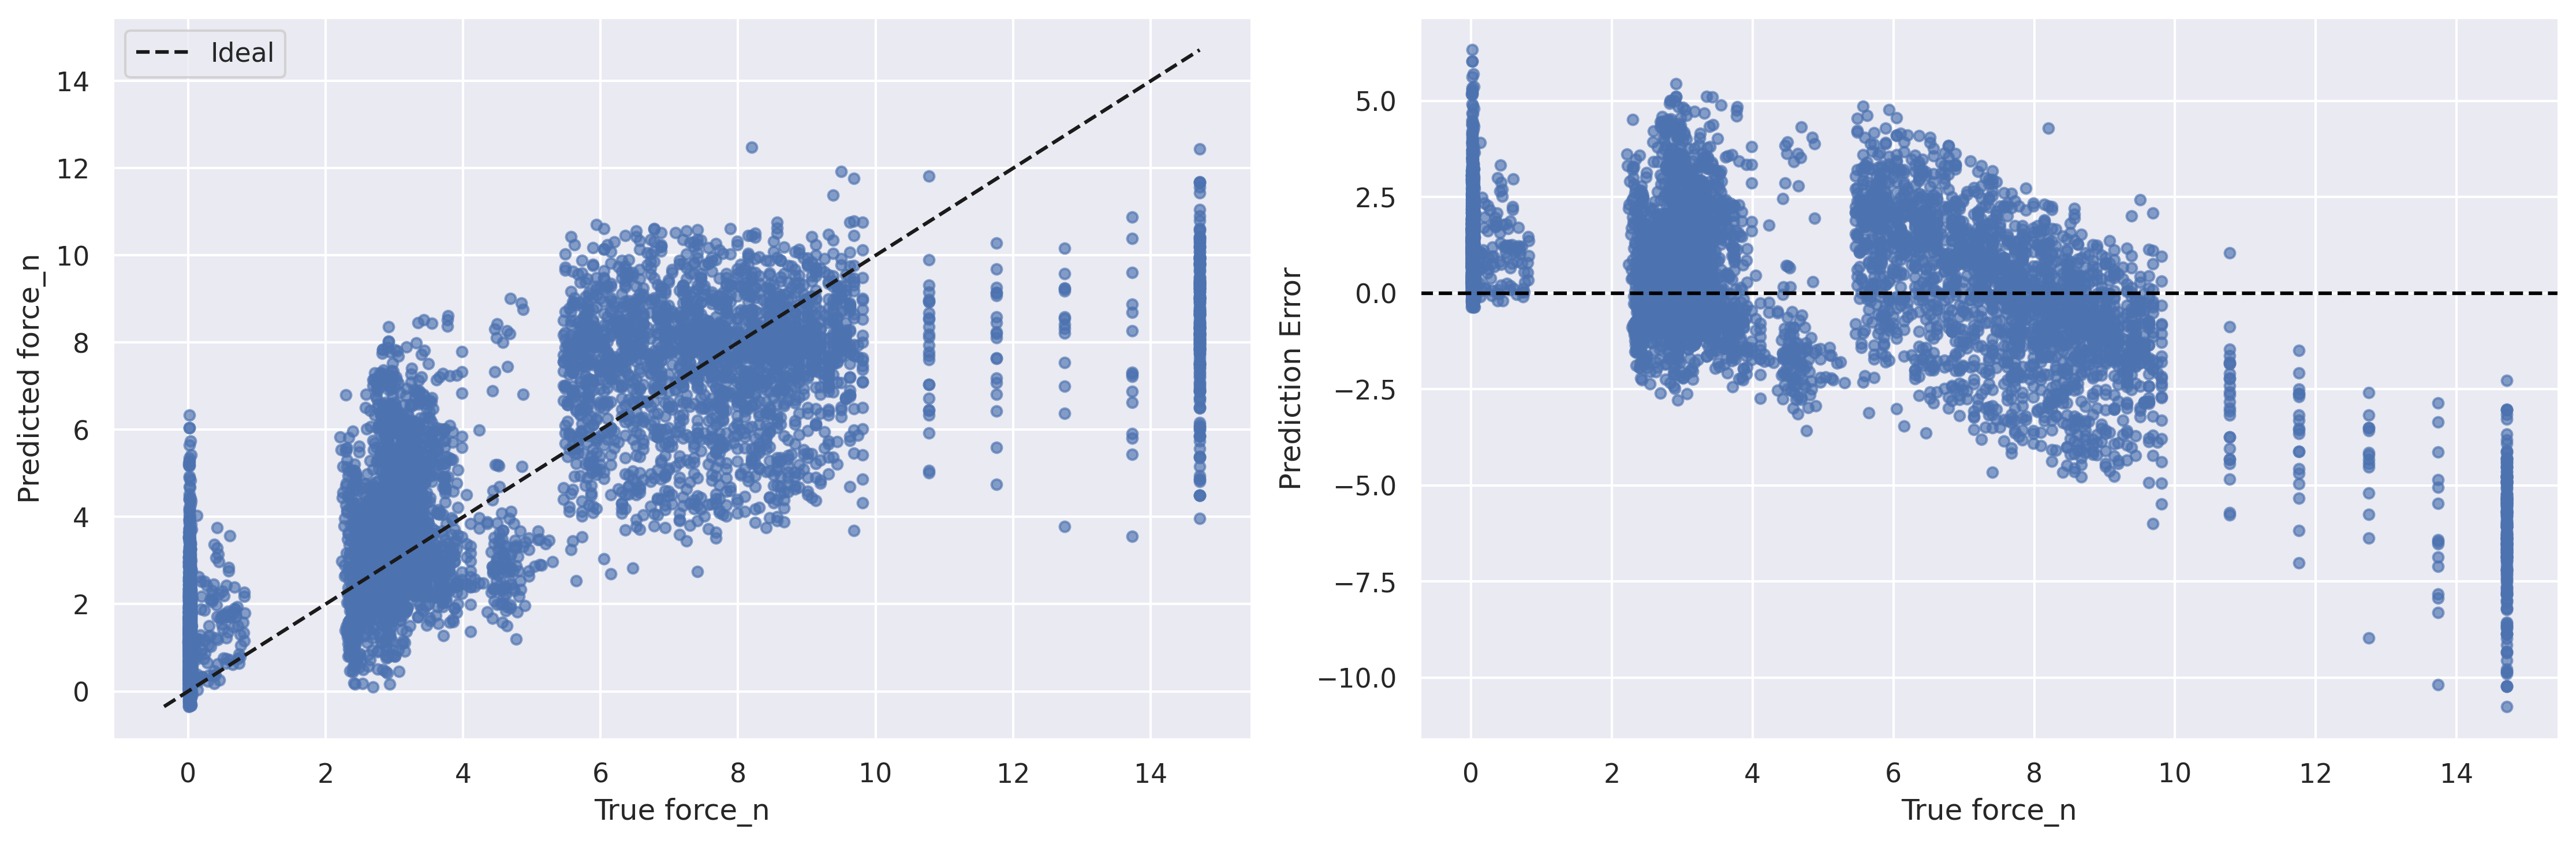 Ideal
Predicted force_n
14
12
10
8
6
4
2
0
0 2 4 6 8 10 12 14
True force_n
Prediction Error
5.0
2.5
0.0
−2.5
−5.0
−7.5
−10.0
0 2 4 6 8 10 12 14
True force_n